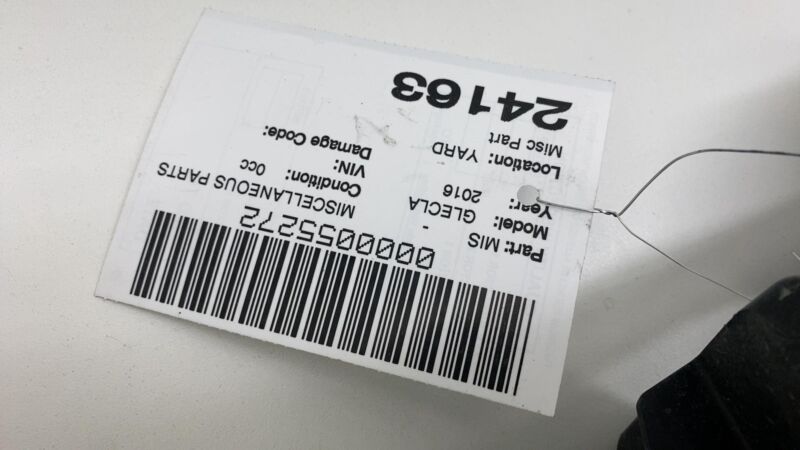 0000055272
Part: MIS - MISCELLANEOUS PARTS
Model: GLECLA
Year: 2016 Condition: 0cc
VIN:
Location: YARD Damage Code:
Misc Part
24163